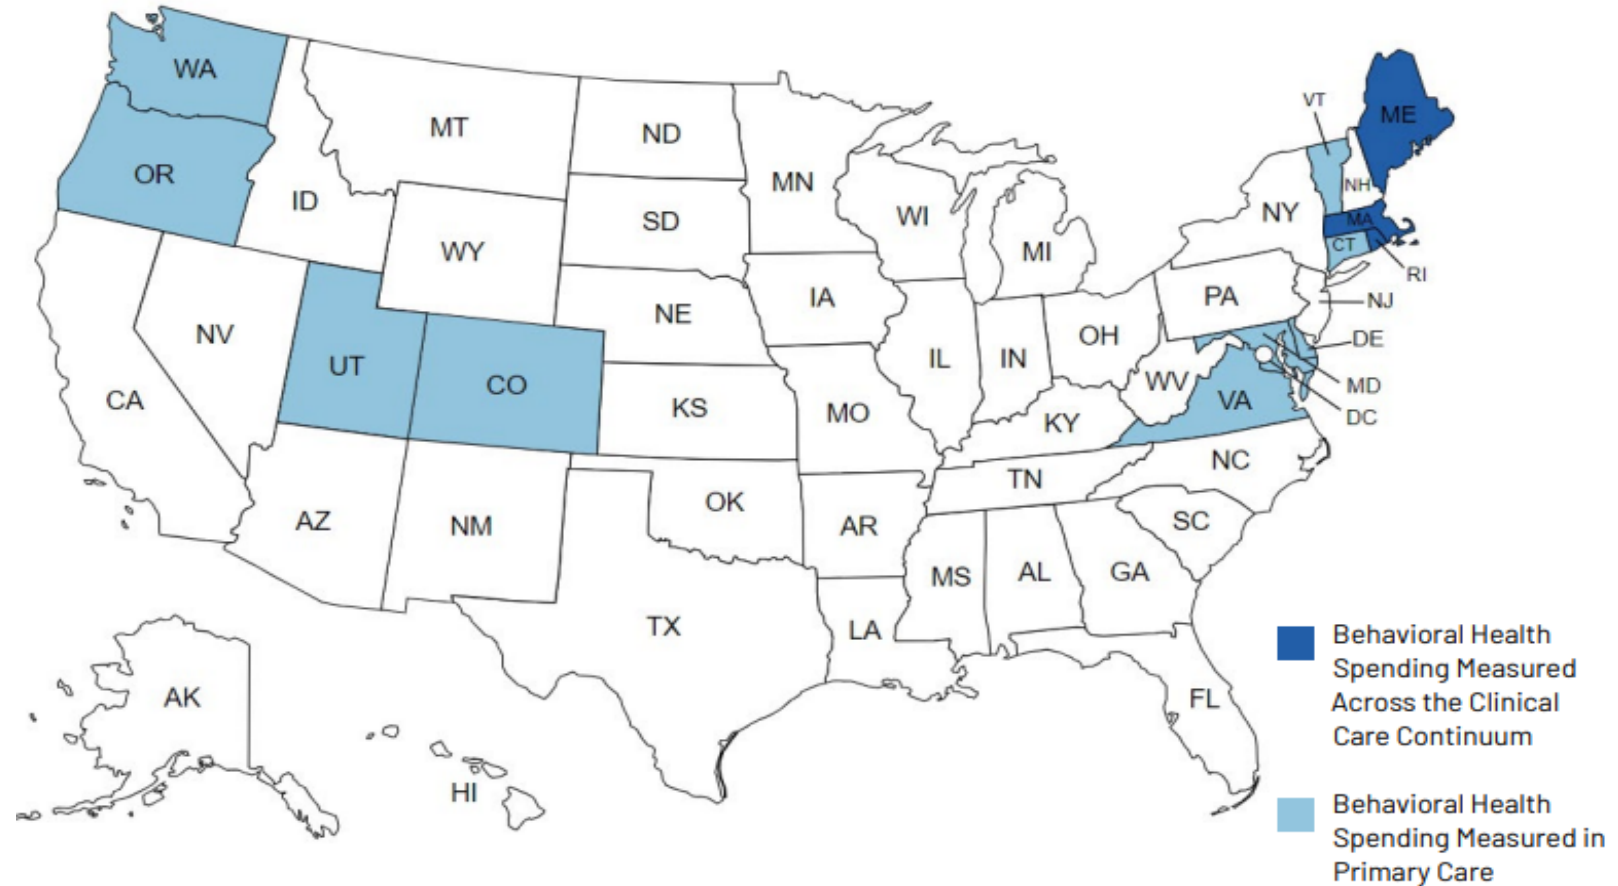 WA
OR
CA
NV
ID
MT
WY
UT
CO
AZ
NM
ND
SD
NE
KS
OK
TX
MN
IA
MO
AR
LA
WI
IL
MI
IN
OH
KY
TN
MS
AL
GA
FL
SC
NC
VA
WV
PA
NY
VT
NH
ME
MA
CT
RI
NJ
DE
MD
DC
AK
HI
Behavioral Health
Spending Measured
Across the Clinical
Care Continuum
Behavioral Health
Spending Measured in
Primary Care